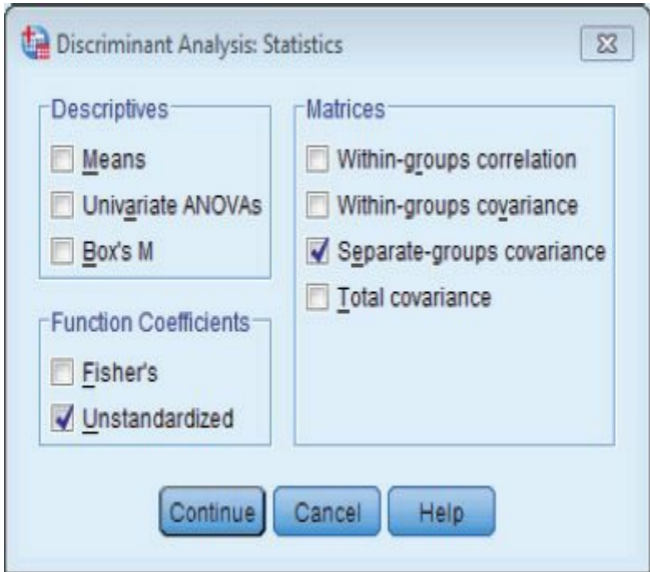 Discriminant Analysis: Statistics
Descriptives
Means
Univariate ANOVAs
Box's M
Function Coefficients
Fisher's
Unstandardized
Matrices
Within-groups correlation
Within-groups covariance
Separate-groups covariance
Total covariance
Continue
Cancel
Help